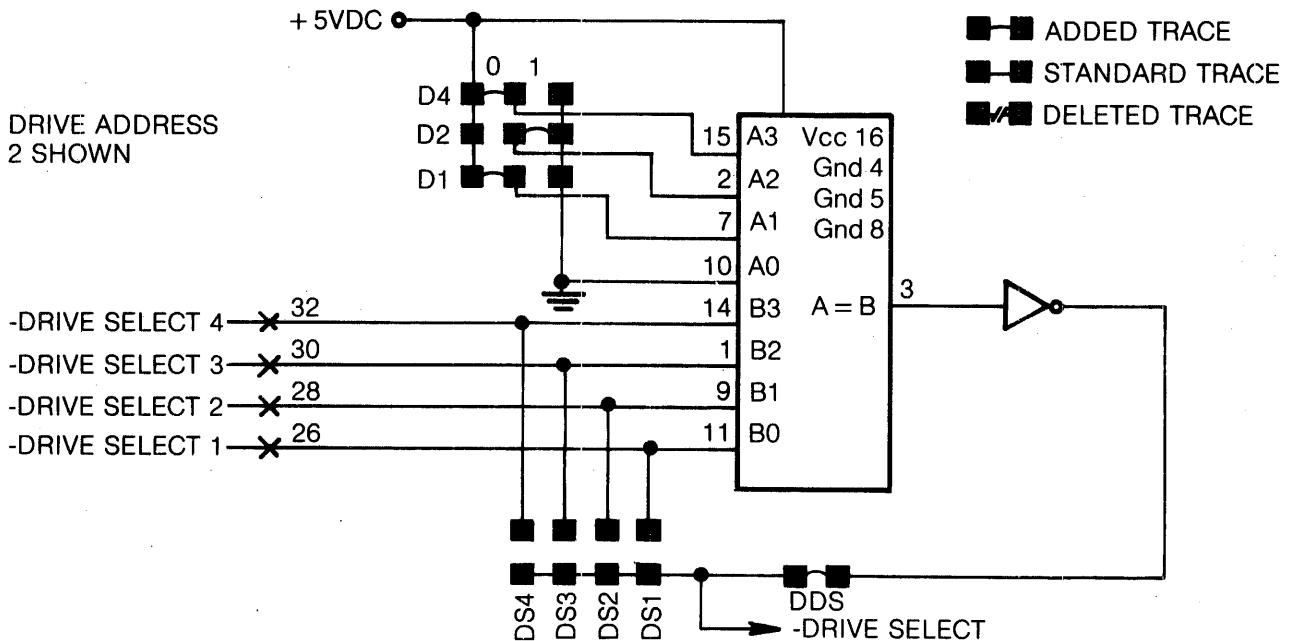 + 5VDC
ADDED TRACE
STANDARD TRACE
DELETED TRACE
0 1
D4
D2
D1
DRIVE ADDRESS
2 SHOWN
15 A3 Vcc 16
Gnd 4
2 A2 Gnd 5
7 A1 Gnd 8
10 A0
14 B3 A = B 3
1 B2
9 B1
11 B0
-DRIVE SELECT 4 32
-DRIVE SELECT 3 30
-DRIVE SELECT 2 28
-DRIVE SELECT 1 26
DS4
DS3
DS2
DS1
DDS
-DRIVE SELECT